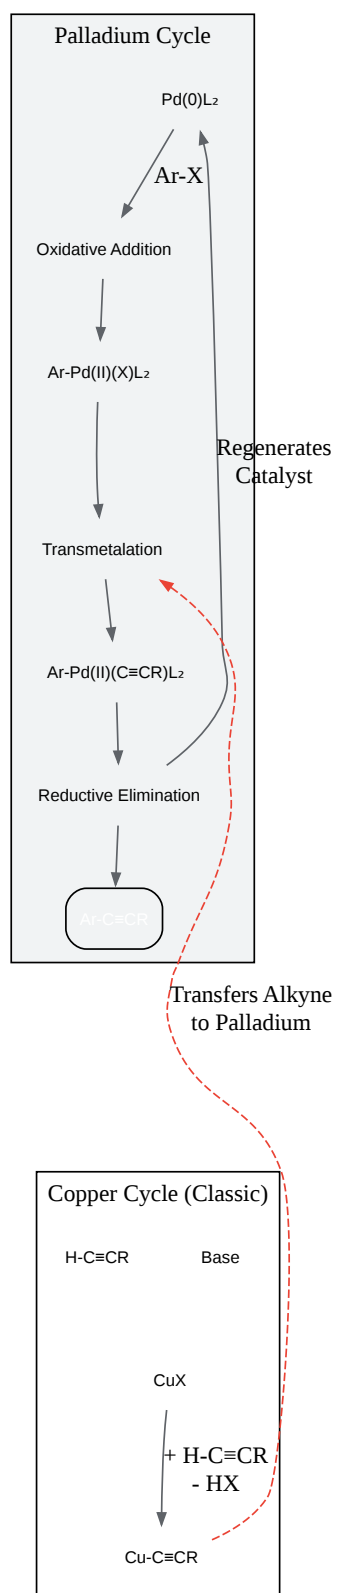 Palladium Cycle
Pd(0)L₂
Ar-X
Oxidative Addition
Ar-Pd(II)(X)L₂
Regenerates
Catalyst
Transmetalation
Ar-Pd(II)(C≡CR)L₂
Reductive Elimination
Ar-C≡CR
Transfers Alkyne
to Palladium
Copper Cycle (Classic)
H-C≡CR
Base
CuX
+ H-C≡CR
- HX
Cu-C≡CR